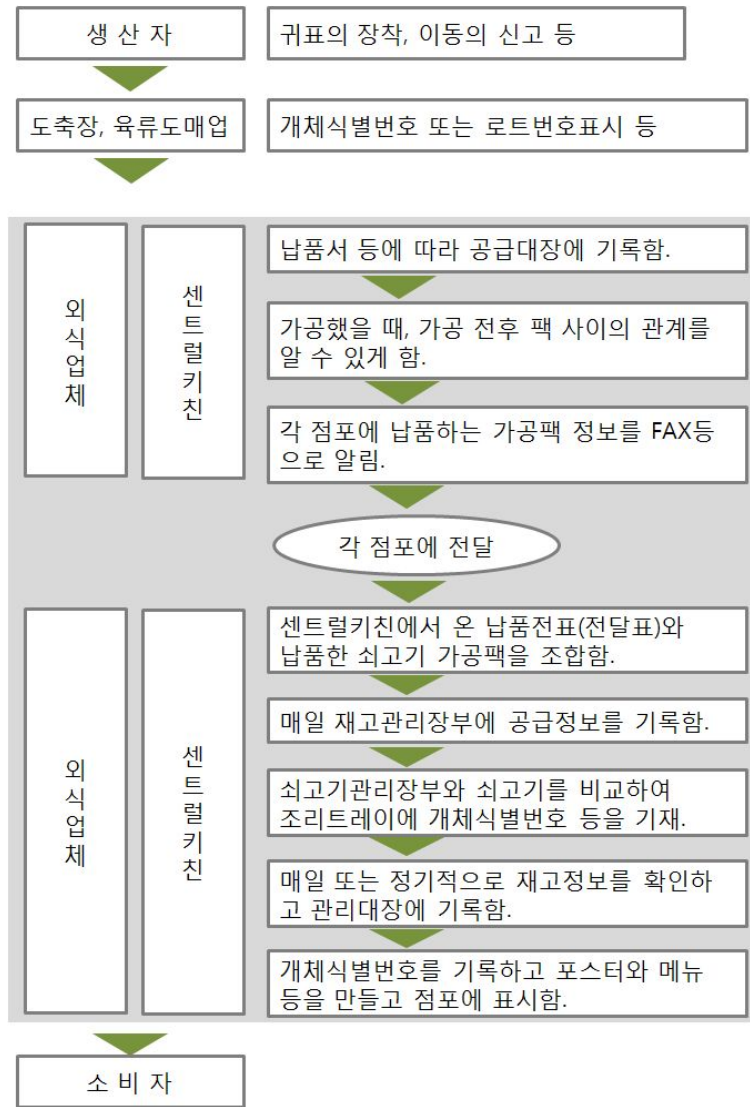 생 산 자
귀표의 장착, 이동의 신고 등
도축장, 육류도매업
개체식별번호 또는 로트번호표시 등
외식업체
센트럴키친
납품서 등에 따라 공급대장에 기록함.
가공했을 때, 가공 전후 팩 사이의 관계를
알 수 있게 함.
각 점포에 납품하는 가공팩 정보를 FAX등
으로 알림.
각 점포에 전달
외식업체
센트럴키친
센트럴키친에서 온 납품전표(전달표)와
납품한 쇠고기 가공팩을 조합함.
매일 재고관리장부에 공급정보를 기록함.
쇠고기관리장부와 쇠고기를 비교하여
조리트레이에 개체식별번호 등을 기재.
매일 또는 정기적으로 재고정보를 확인하
고 관리대장에 기록함.
개체식별번호를 기록하고 포스터와 메뉴
등을 만들고 점포에 표시함.
소 비 자